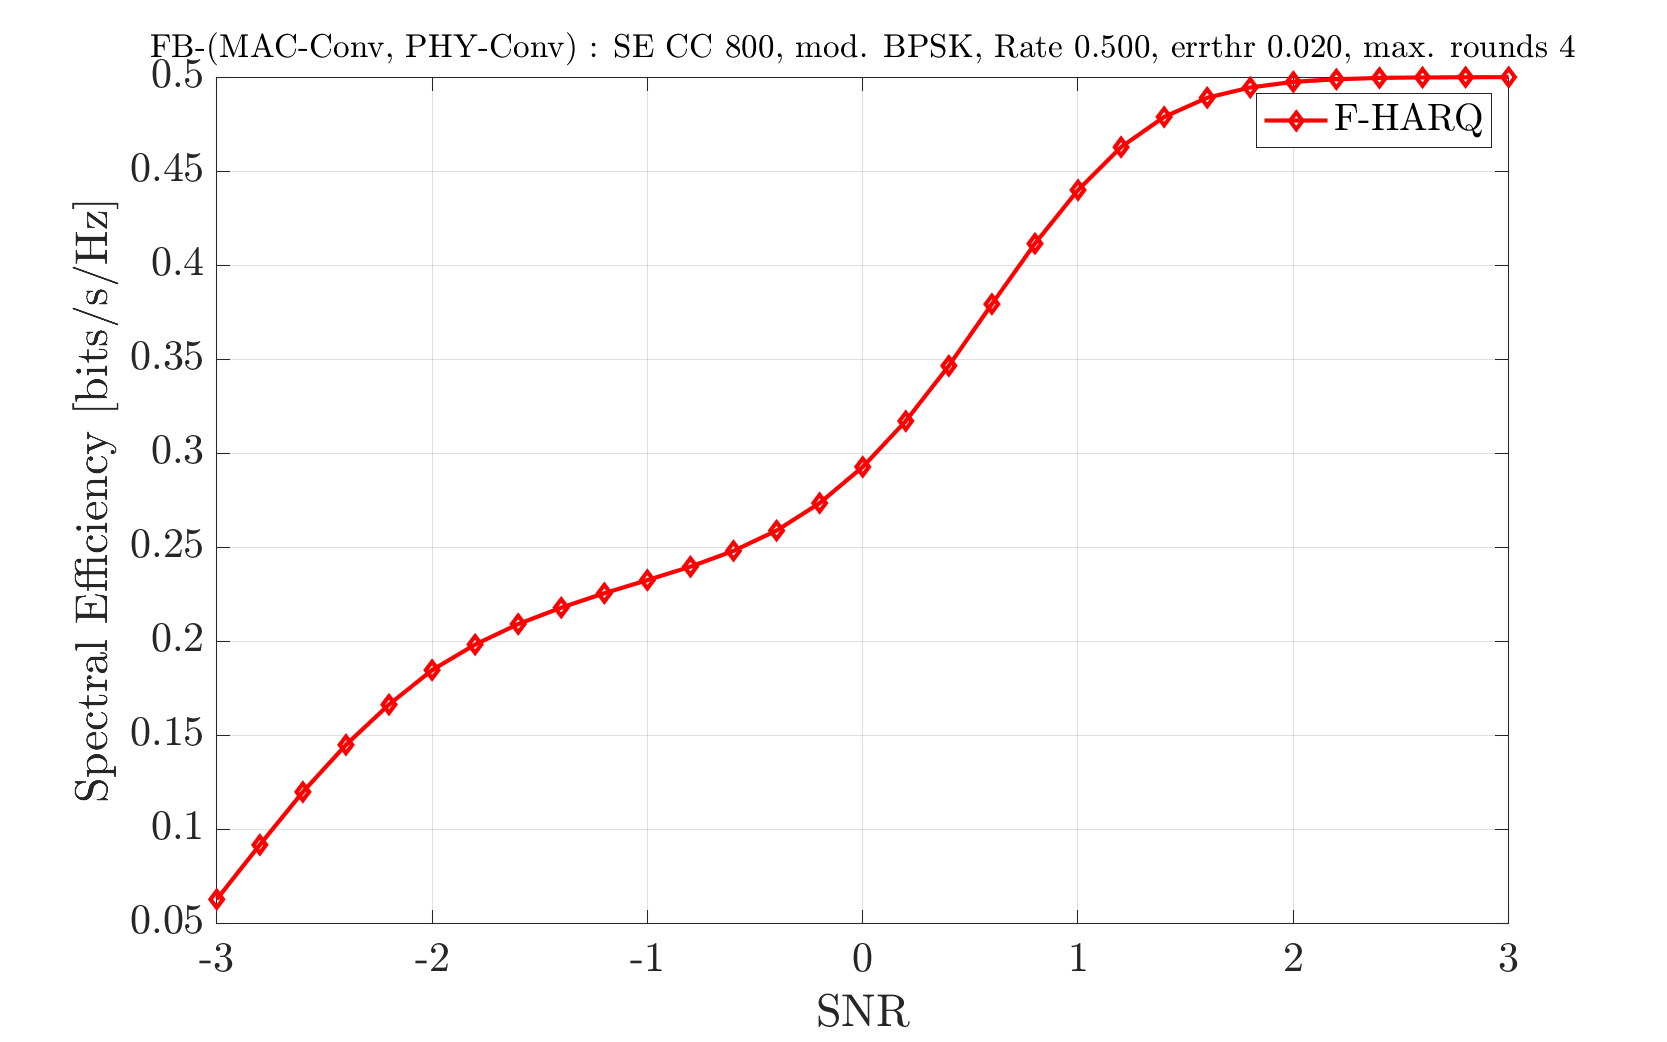 FB-(MAC-Conv, PHY-Conv) : SE CC 800, mod. BPSK, Rate 0.500, errthr 0.020, max. rounds 4
0.5
F-HARQ
0.45
0.4
0.35
0.3
0.25
0.2
0.15
0.1
0.05
Spectral Efficiency [bits/s/Hz]
-3 -2 -1 0 1 2 3
SNR